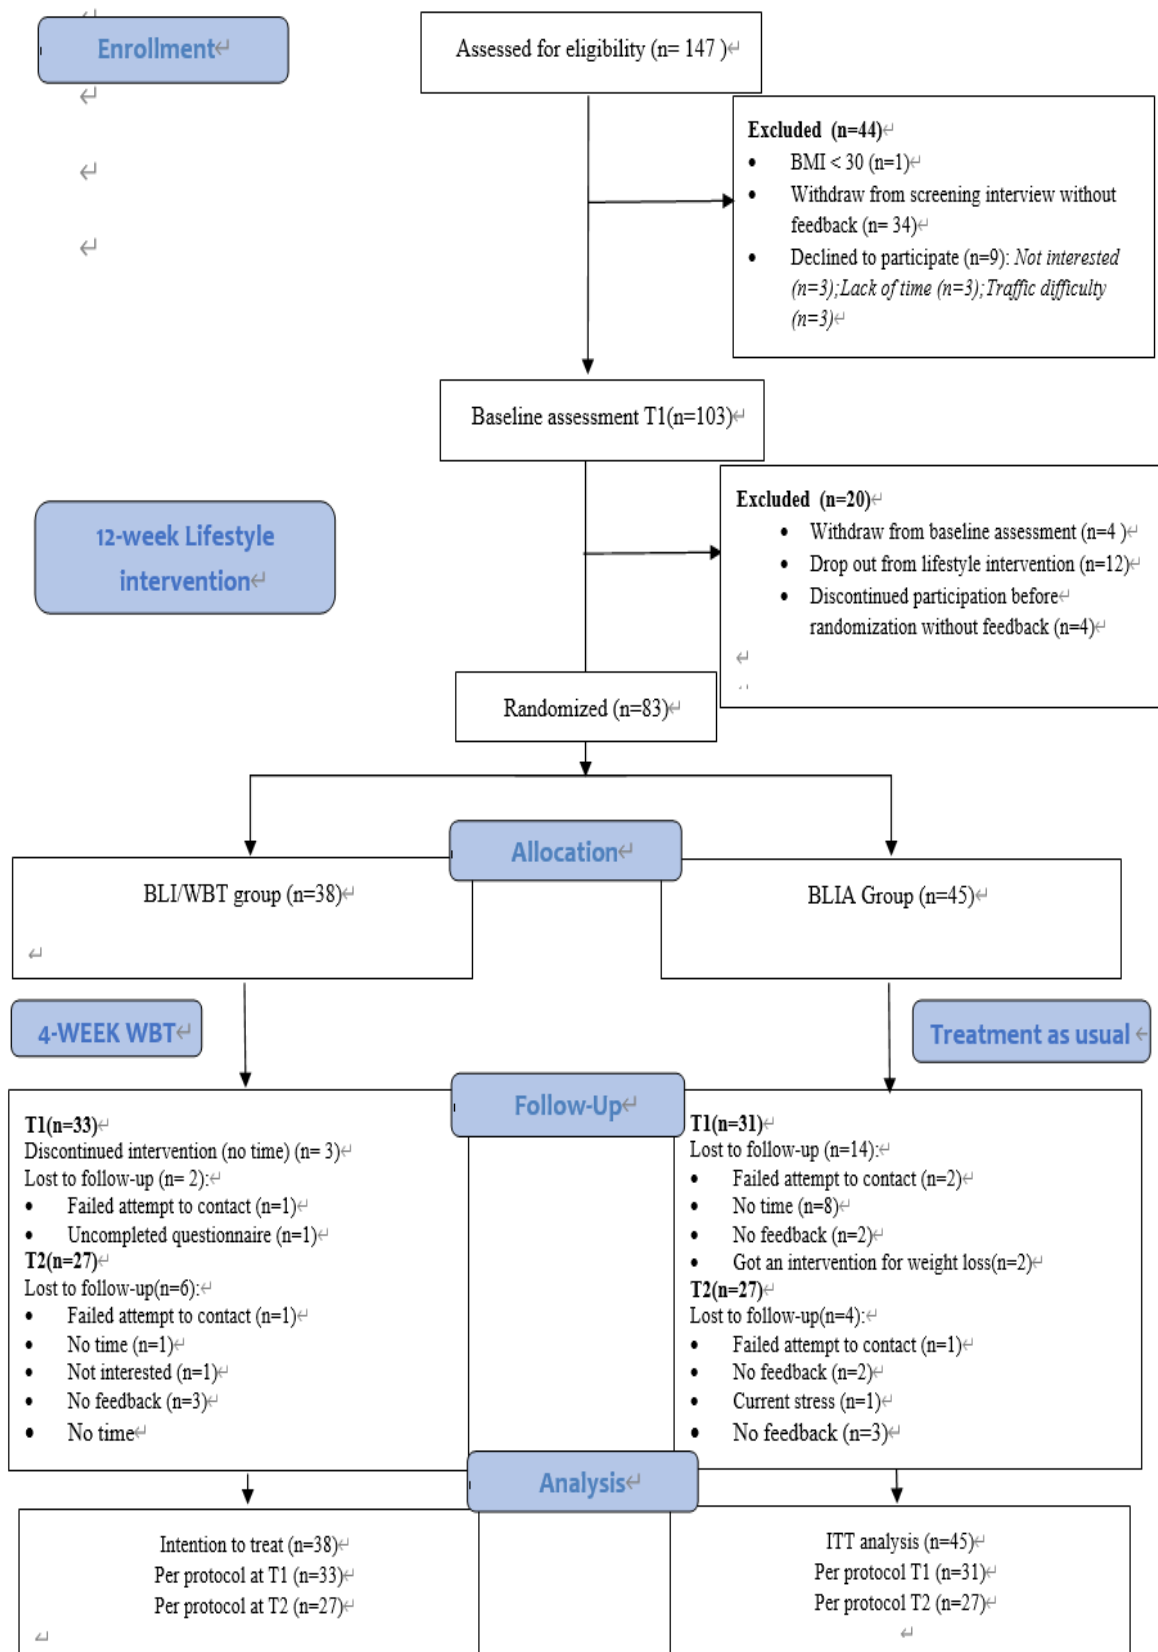 Enrollment
Assessed for eligibility (n= 147 )
Excluded (n=44)
• BMI < 30 (n=1)
• Withdraw from screening interview without
feedback (n= 34)
• Declined to participate (n=9): Not interested
(n=3);Lack of time (n=3);Traffic difficulty
(n=3)
Baseline assessment T1(n=103)
12-week Lifestyle
intervention
Excluded (n=20)
• Withdraw from baseline assessment (n=4 )
• Drop out from lifestyle intervention (n=12)
• Discontinued participation before
randomization without feedback (n=4)
Randomized (n=83)
Allocation
BLI/WBT group (n=38)
BLIA Group (n=45)
4-WEEK WBT
Treatment as usual
Follow-Up
T1(n=33)
Discontinued intervention (no time) (n= 3)
Lost to follow-up (n= 2):
• Failed attempt to contact (n=1)
• Uncompleted questionnaire (n=1)
T2(n=27)
Lost to follow-up(n=6):
• Failed attempt to contact (n=1)
• No time (n=1)
• Not interested (n=1)
• No feedback (n=3)
• No time
T1(n=31)
Lost to follow-up (n=14):
• Failed attempt to contact (n=2)
• No time (n=8)
• No feedback (n=2)
• Got an intervention for weight loss(n=2)
T2(n=27)
Lost to follow-up(n=4):
• Failed attempt to contact (n=1)
• No feedback (n=2)
• Current stress (n=1)
• No feedback (n=3)
Analysis
Intention to treat (n=38)
Per protocol at T1 (n=33)
Per protocol at T2 (n=27)
ITT analysis (n=45)
Per protocol T1 (n=31)
Per protocol T2 (n=27)